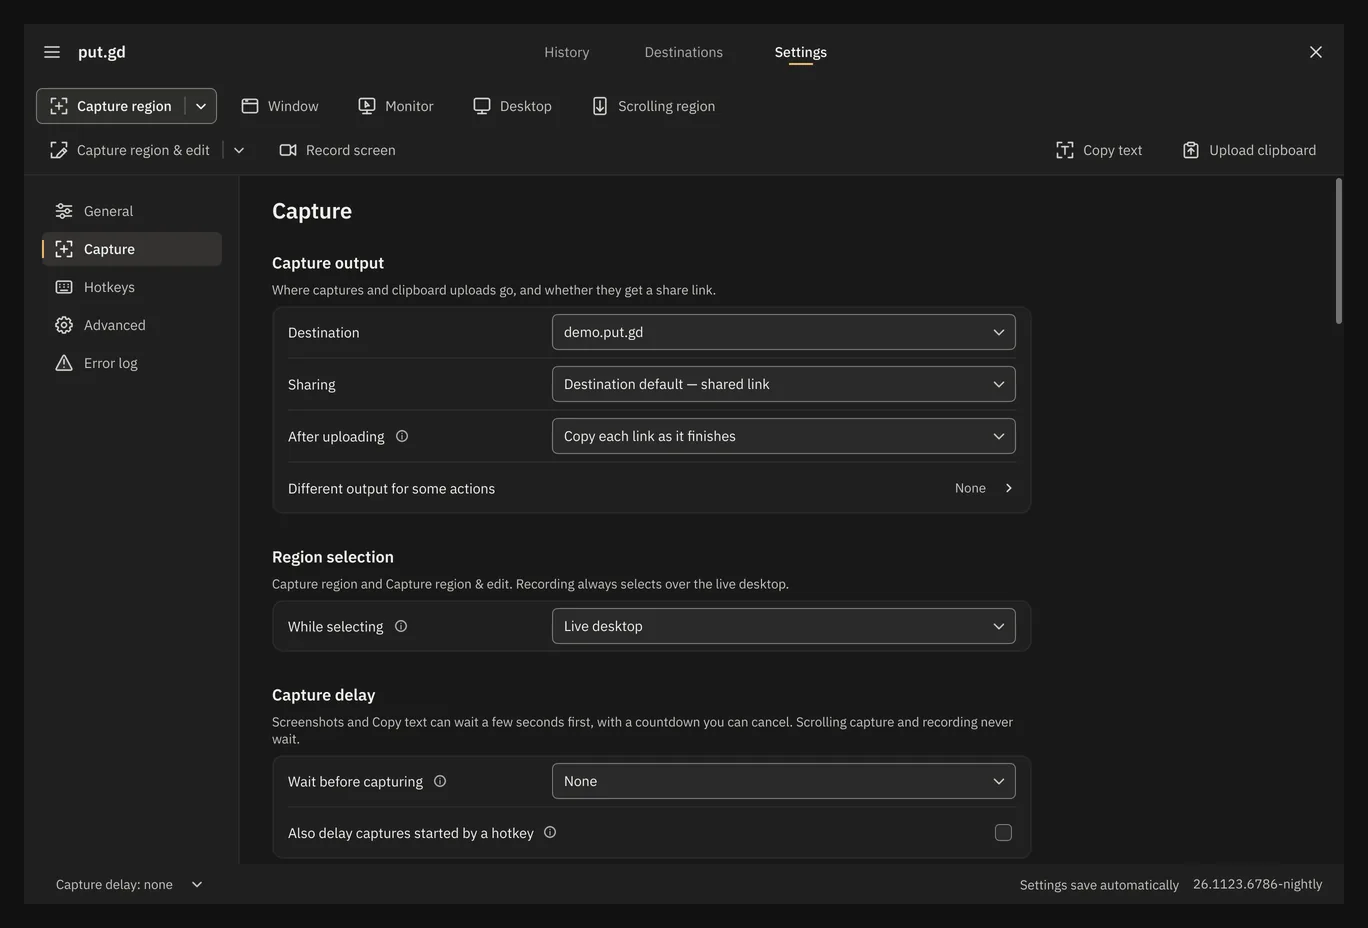 put.gd
History
Destinations
Settings
Capture region
Window
Monitor
Desktop
Scrolling region
Capture region & edit
Record screen
Copy text
Upload clipboard
General
Capture
Hotkeys
Advanced
Error log
Capture
Capture output
Where captures and clipboard uploads go, and whether they get a share link.
Destination
demo.put.gd
Sharing
Destination default — shared link
After uploading
Copy each link as it finishes
Different output for some actions
None
Region selection
Capture region and Capture region & edit. Recording always selects over the live desktop.
While selecting
Live desktop
Capture delay
Screenshots and Copy text can wait a few seconds first, with a countdown you can cancel. Scrolling capture and recording never
wait.
Wait before capturing
None
Also delay captures started by a hotkey
Capture delay: none
Settings save automatically
26.1123.6786-nightly